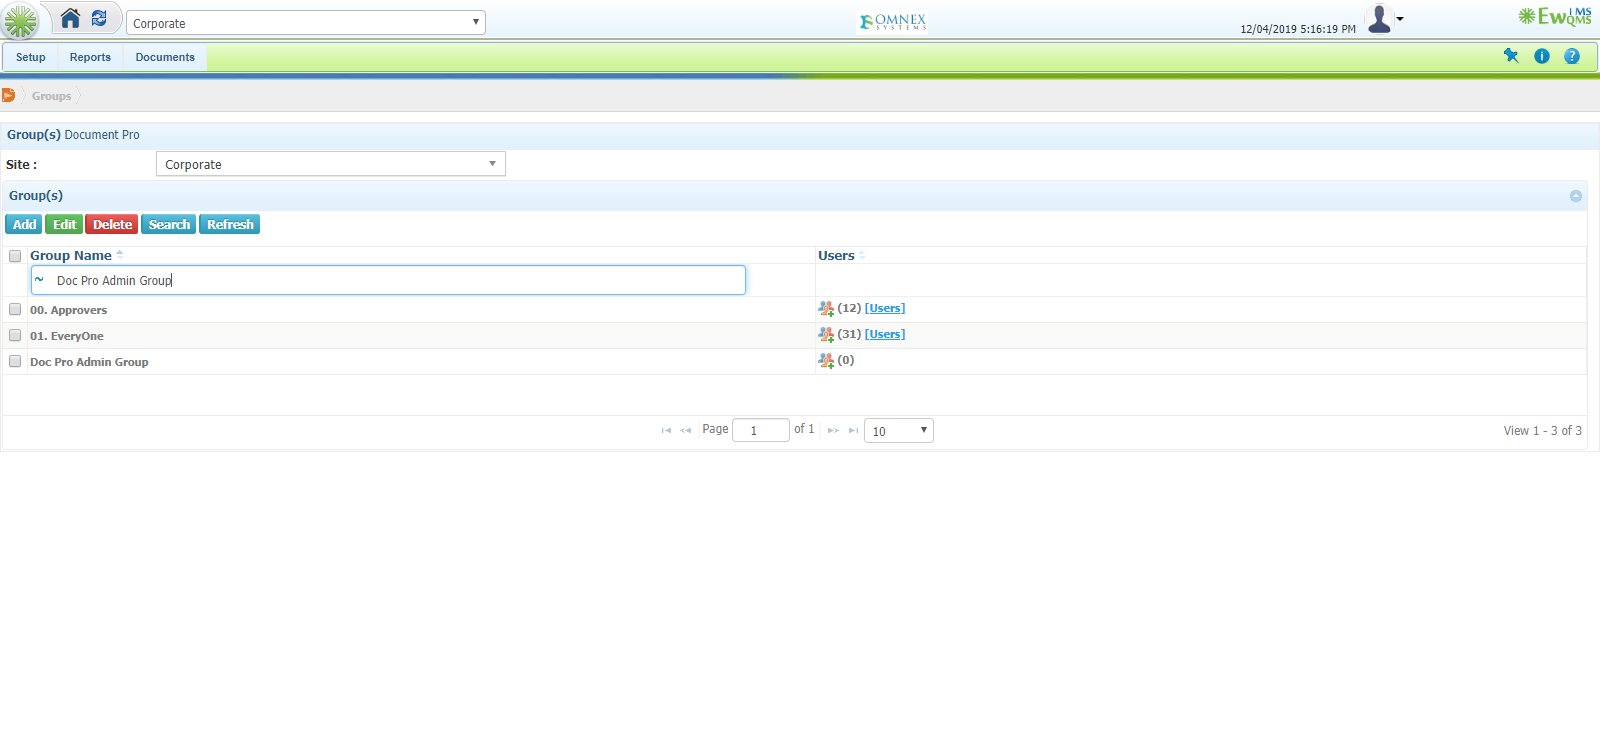 Corporate
OMNEX
SYSTEMS
12/04/2019 5:16:19 PM
EwIMS
QMS
Setup Reports Documents
Groups
Group(s) Document Pro
Site : Corporate
Group(s)
Add Edit Delete Search Refresh
Group Name Users
~ Doc Pro Admin Group
00. Approvers (12) [Users]
01. EveryOne (31) [Users]
Doc Pro Admin Group (0)
Page 1 of 1 10 View 1 - 3 of 3